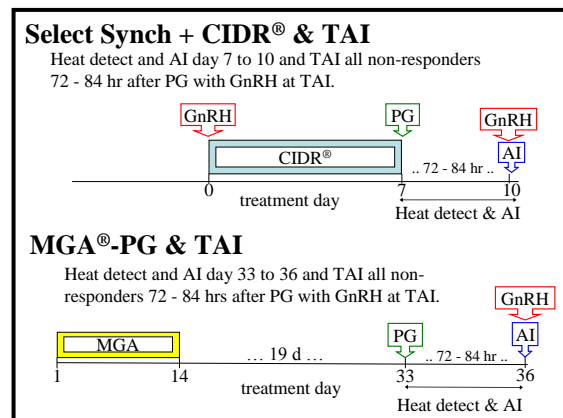 Select Synch + CIDR® & TAI
Heat detect and AI day 7 to 10 and TAI all non-responders
72 - 84 hr after PG with GnRH at TAI.
GnRH
PG
GnRH
CIDR®
.. 72 - 84 hr ..
AI
0
treatment day
7
10
Heat detect & AI
MGA®-PG & TAI
Heat detect and AI day 33 to 36 and TAI all non-
responders 72 - 84 hrs after PG with GnRH at TAI.
GnRH
MGA
… 19 d …
PG
.. 72 - 84 hr ..
AI
1
14
treatment day
33
36
Heat detect & AI